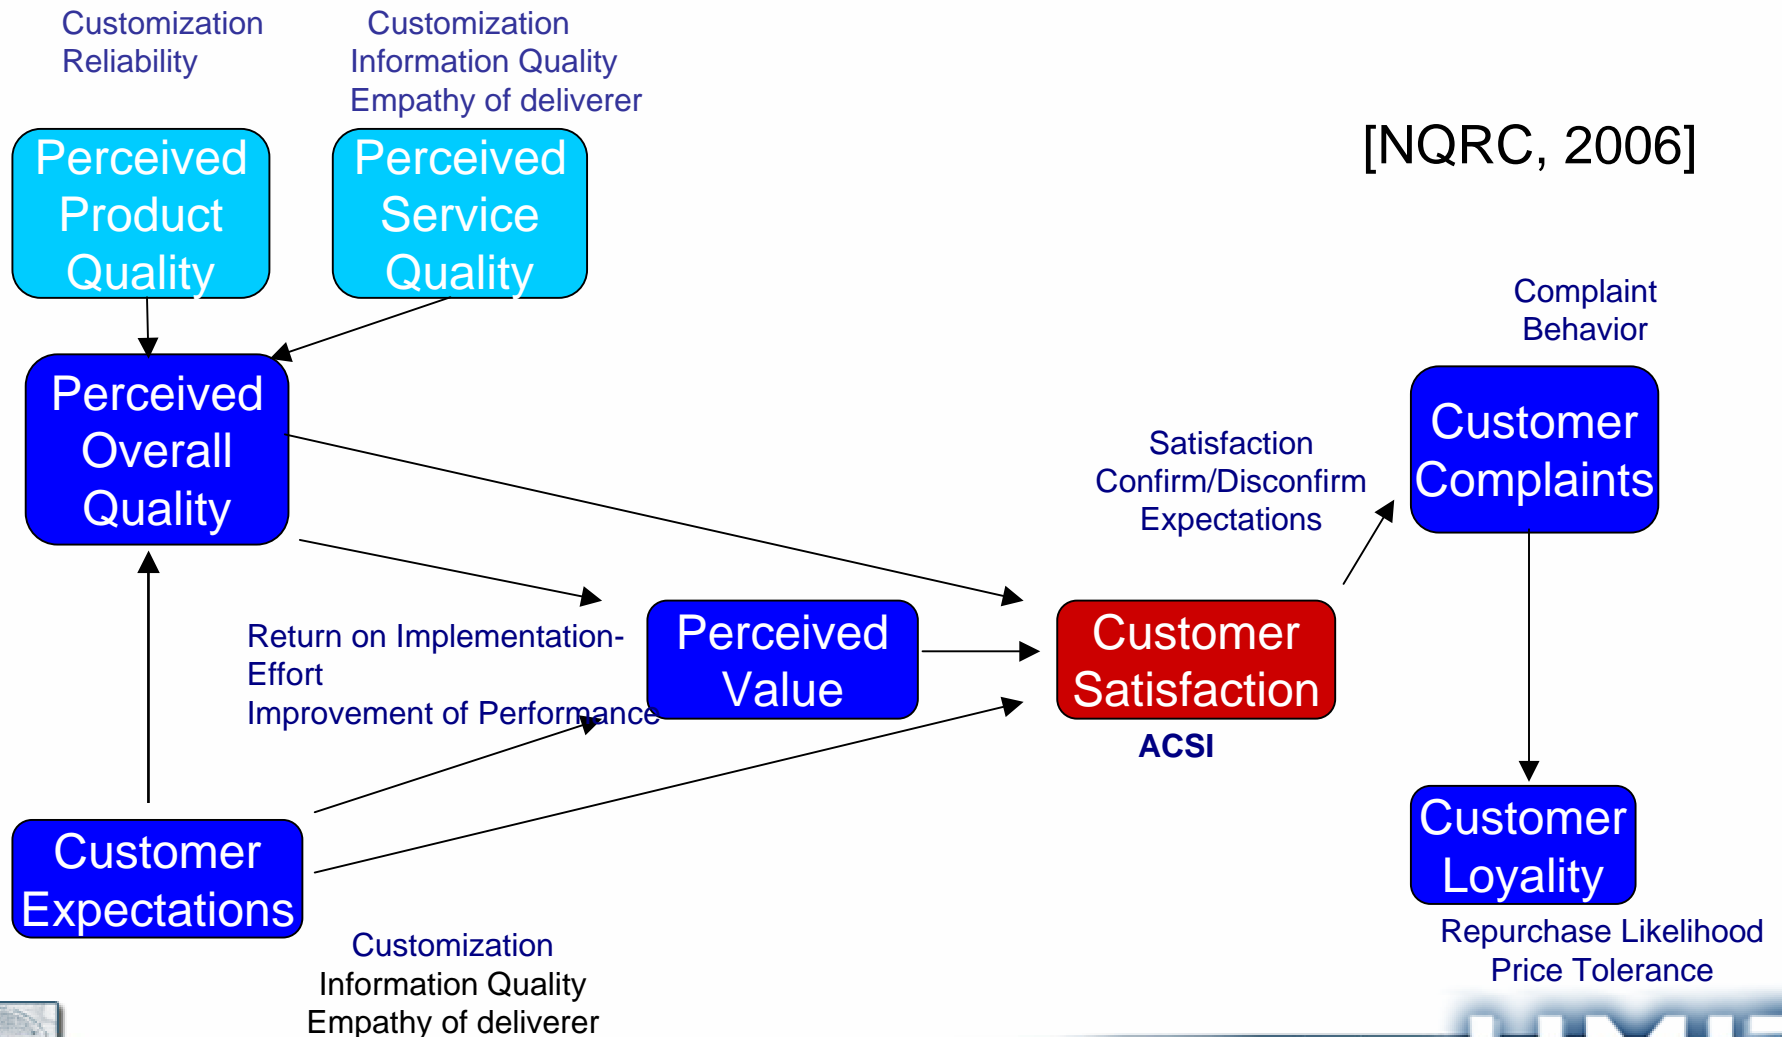 Customization
Reliability
Customization
Information Quality
Empathy of deliverer
[NQRC, 2006]
Perceived
Product
Quality
Perceived
Service
Quality
Complaint
Behavior
Perceived
Overall
Quality
Customer
Complaints
Satisfaction
Confirm/Disconfirm
Expectations
Return on Implementation-
Effort
Improvement of Performance
Perceived
Value
Customer
Satisfaction
ACSI
Customer
Expectations
Customer
Loyality
Customization
Information Quality
Empathy of deliverer
Repurchase Likelihood
Price Tolerance